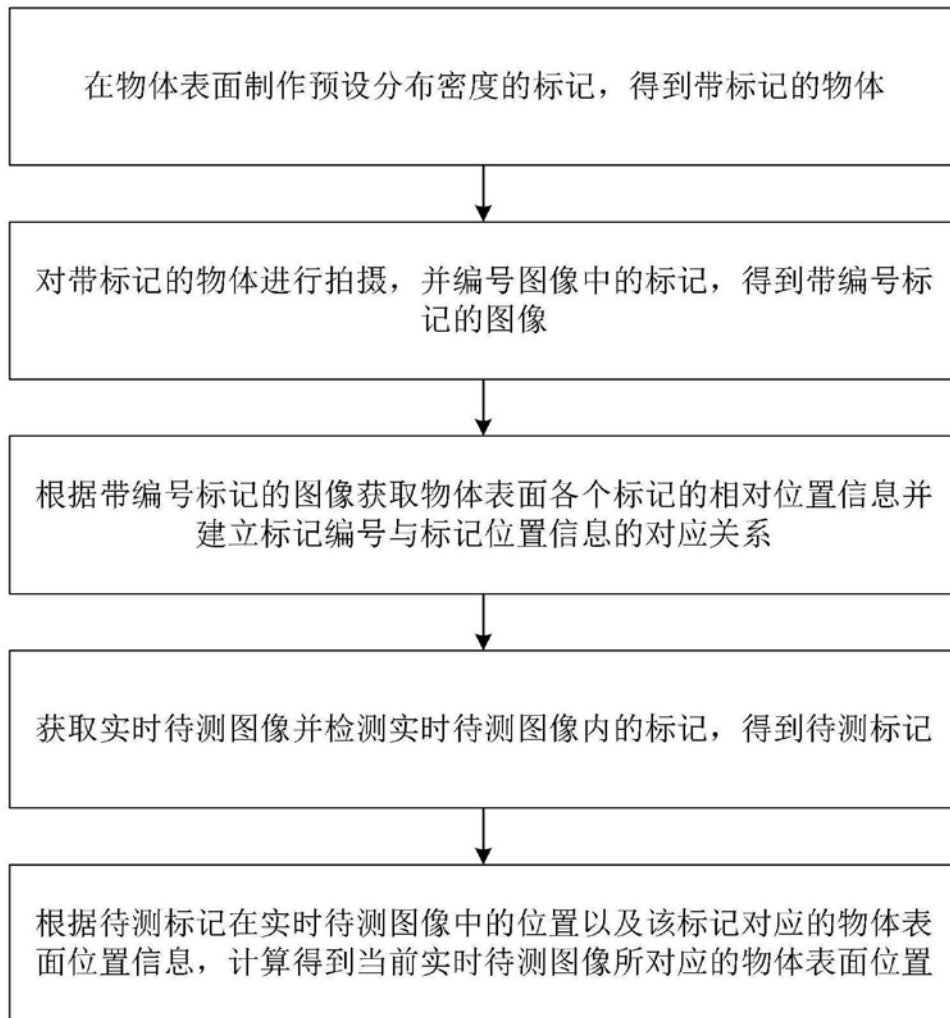 在物体表面制作预设分布密度的标记，得到带标记的物体
对带标记的物体进行拍摄，并编号图像中的标记，得到带编号标
记的图像
根据带编号标记的图像获取物体表面各个标记的相对位置信息并
建立标记编号与标记位置信息的对应关系
获取实时待测图像并检测实时待测图像内的标记，得到待测标记
根据待测标记在实时待测图像中的位置以及该标记对应的物体表
面位置信息，计算得到当前实时待测图像所对应的物体表面位置